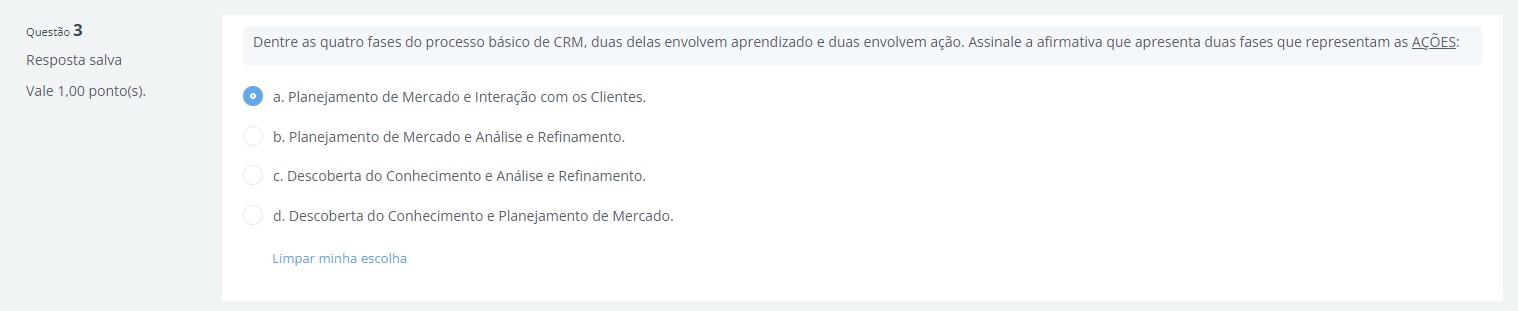 Questão 3
Resposta salva
Vale 1,00 ponto(s).
Dentre as quatro fases do processo básico de CRM, duas delas envolvem aprendizado e duas envolvem ação. Assinale a afirmativa que apresenta duas fases que representam as AÇÕES:
a. Planejamento de Mercado e Interação com os Clientes.
b. Planejamento de Mercado e Análise e Refinamento.
c. Descoberta do Conhecimento e Análise e Refinamento.
d. Descoberta do Conhecimento e Planejamento de Mercado.
Limpar minha escolha